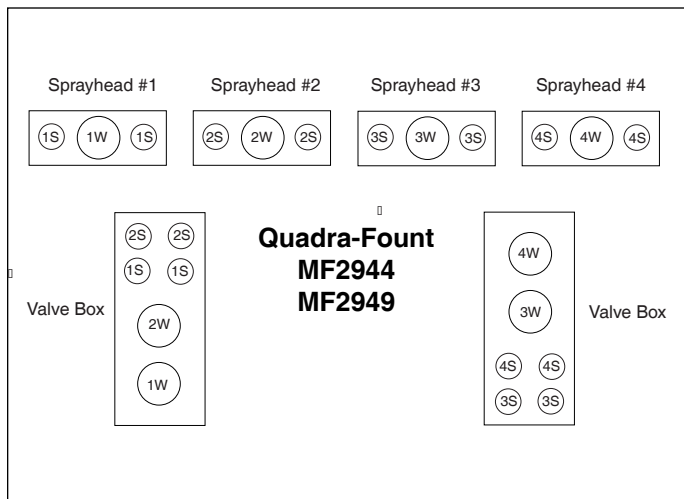 Sprayhead #1 Sprayhead #2 Sprayhead #3 Sprayhead #4
1S 1W 1S 2S 2W 2S 3S 3W 3S 4S 4W 4S
2S 2S
1S 1S
Valve Box
2W
1W
Quadra-Fount
MF2944
MF2949
4W
3W
Valve Box
4S 4S
3S 3S